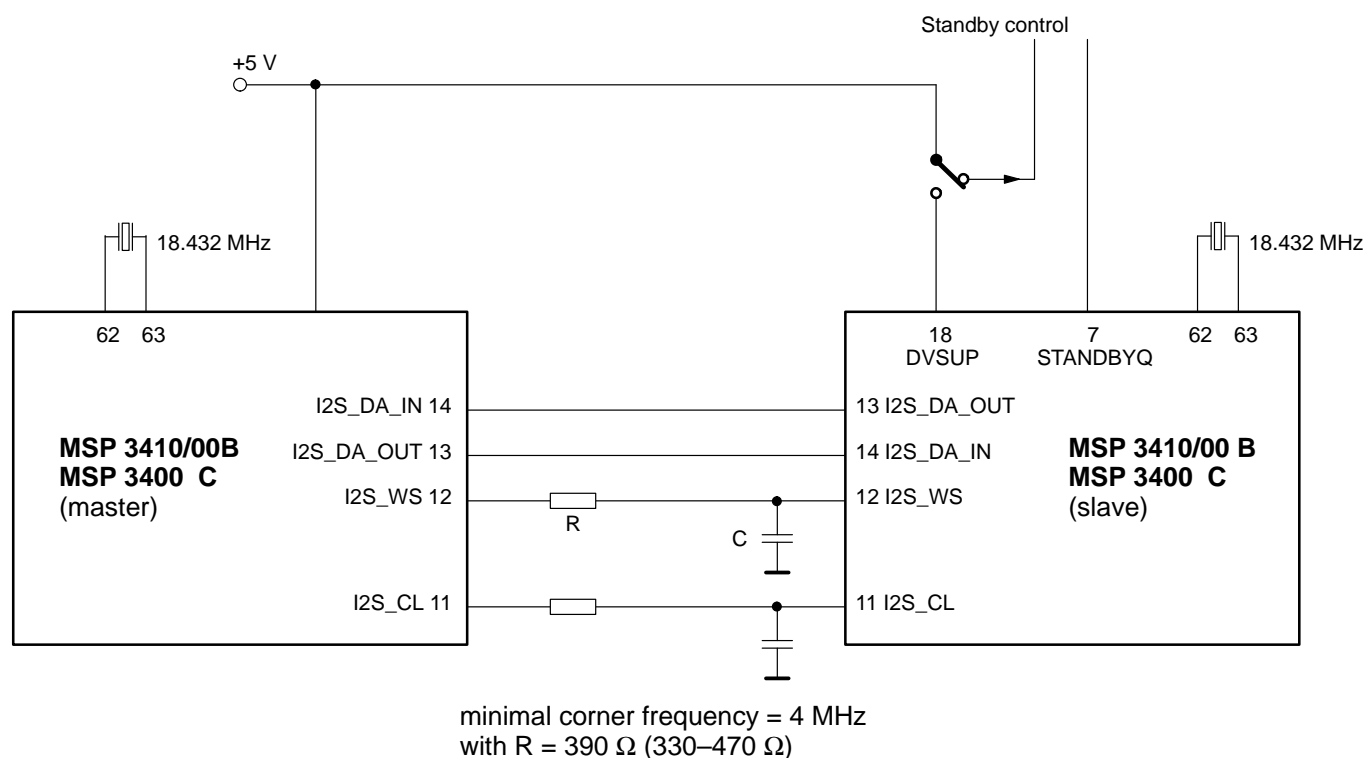 Standby control
+5 V
18.432 MHz
18.432 MHz
62 63
18
DVSUP
7
STANDBYQ
62 63
I2S_DA_IN 14
13 I2S_DA_OUT
MSP 3410/00B
MSP 3400 C
(master)
I2S_DA_OUT 13
14 I2S_DA_IN
MSP 3410/00 B
MSP 3400 C
(slave)
I2S_WS 12
R
C
12 I2S_WS
I2S_CL 11
11 I2S_CL
minimal corner frequency = 4 MHz
with R = 390 Ω (330–470 Ω)